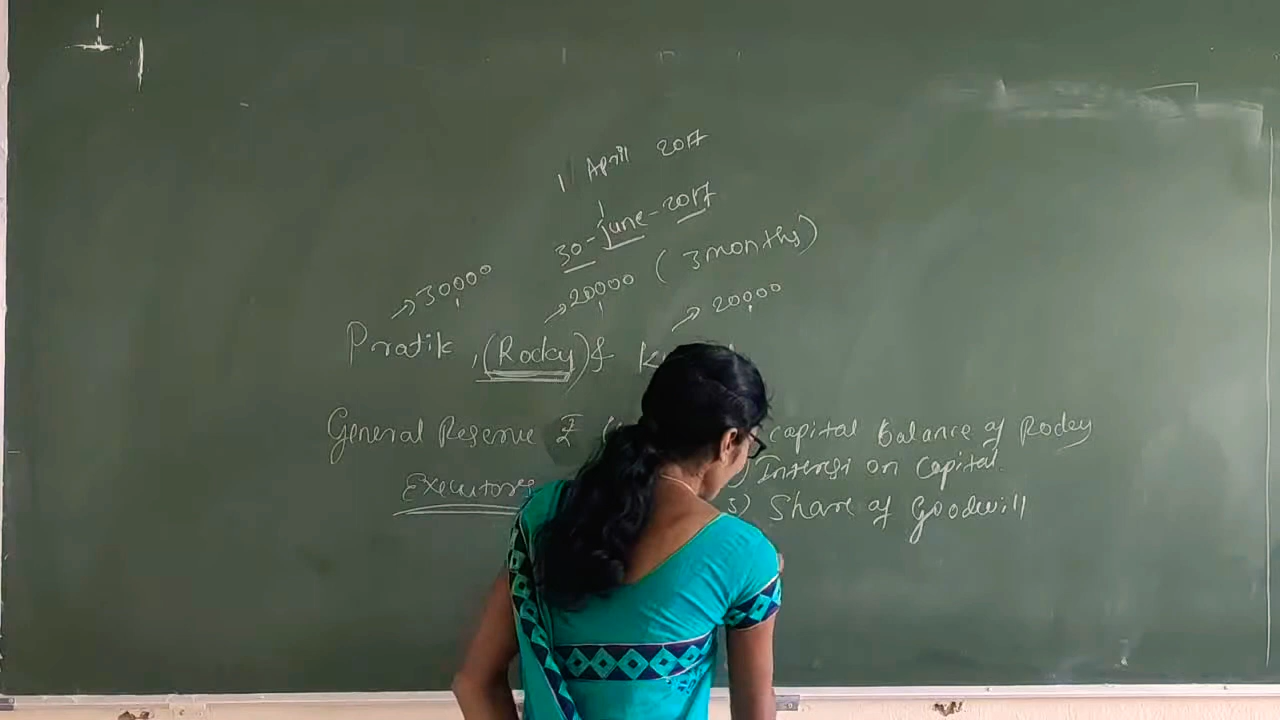 1 April 2017
30-June-2017
(3 months)
→ 30000 → 20000 → 20000
Pratik, (Rocky) &
General Reserve ₹ capital Balance of Rocky
Executors ) Interest on Capital.
3) Share of Goodwill